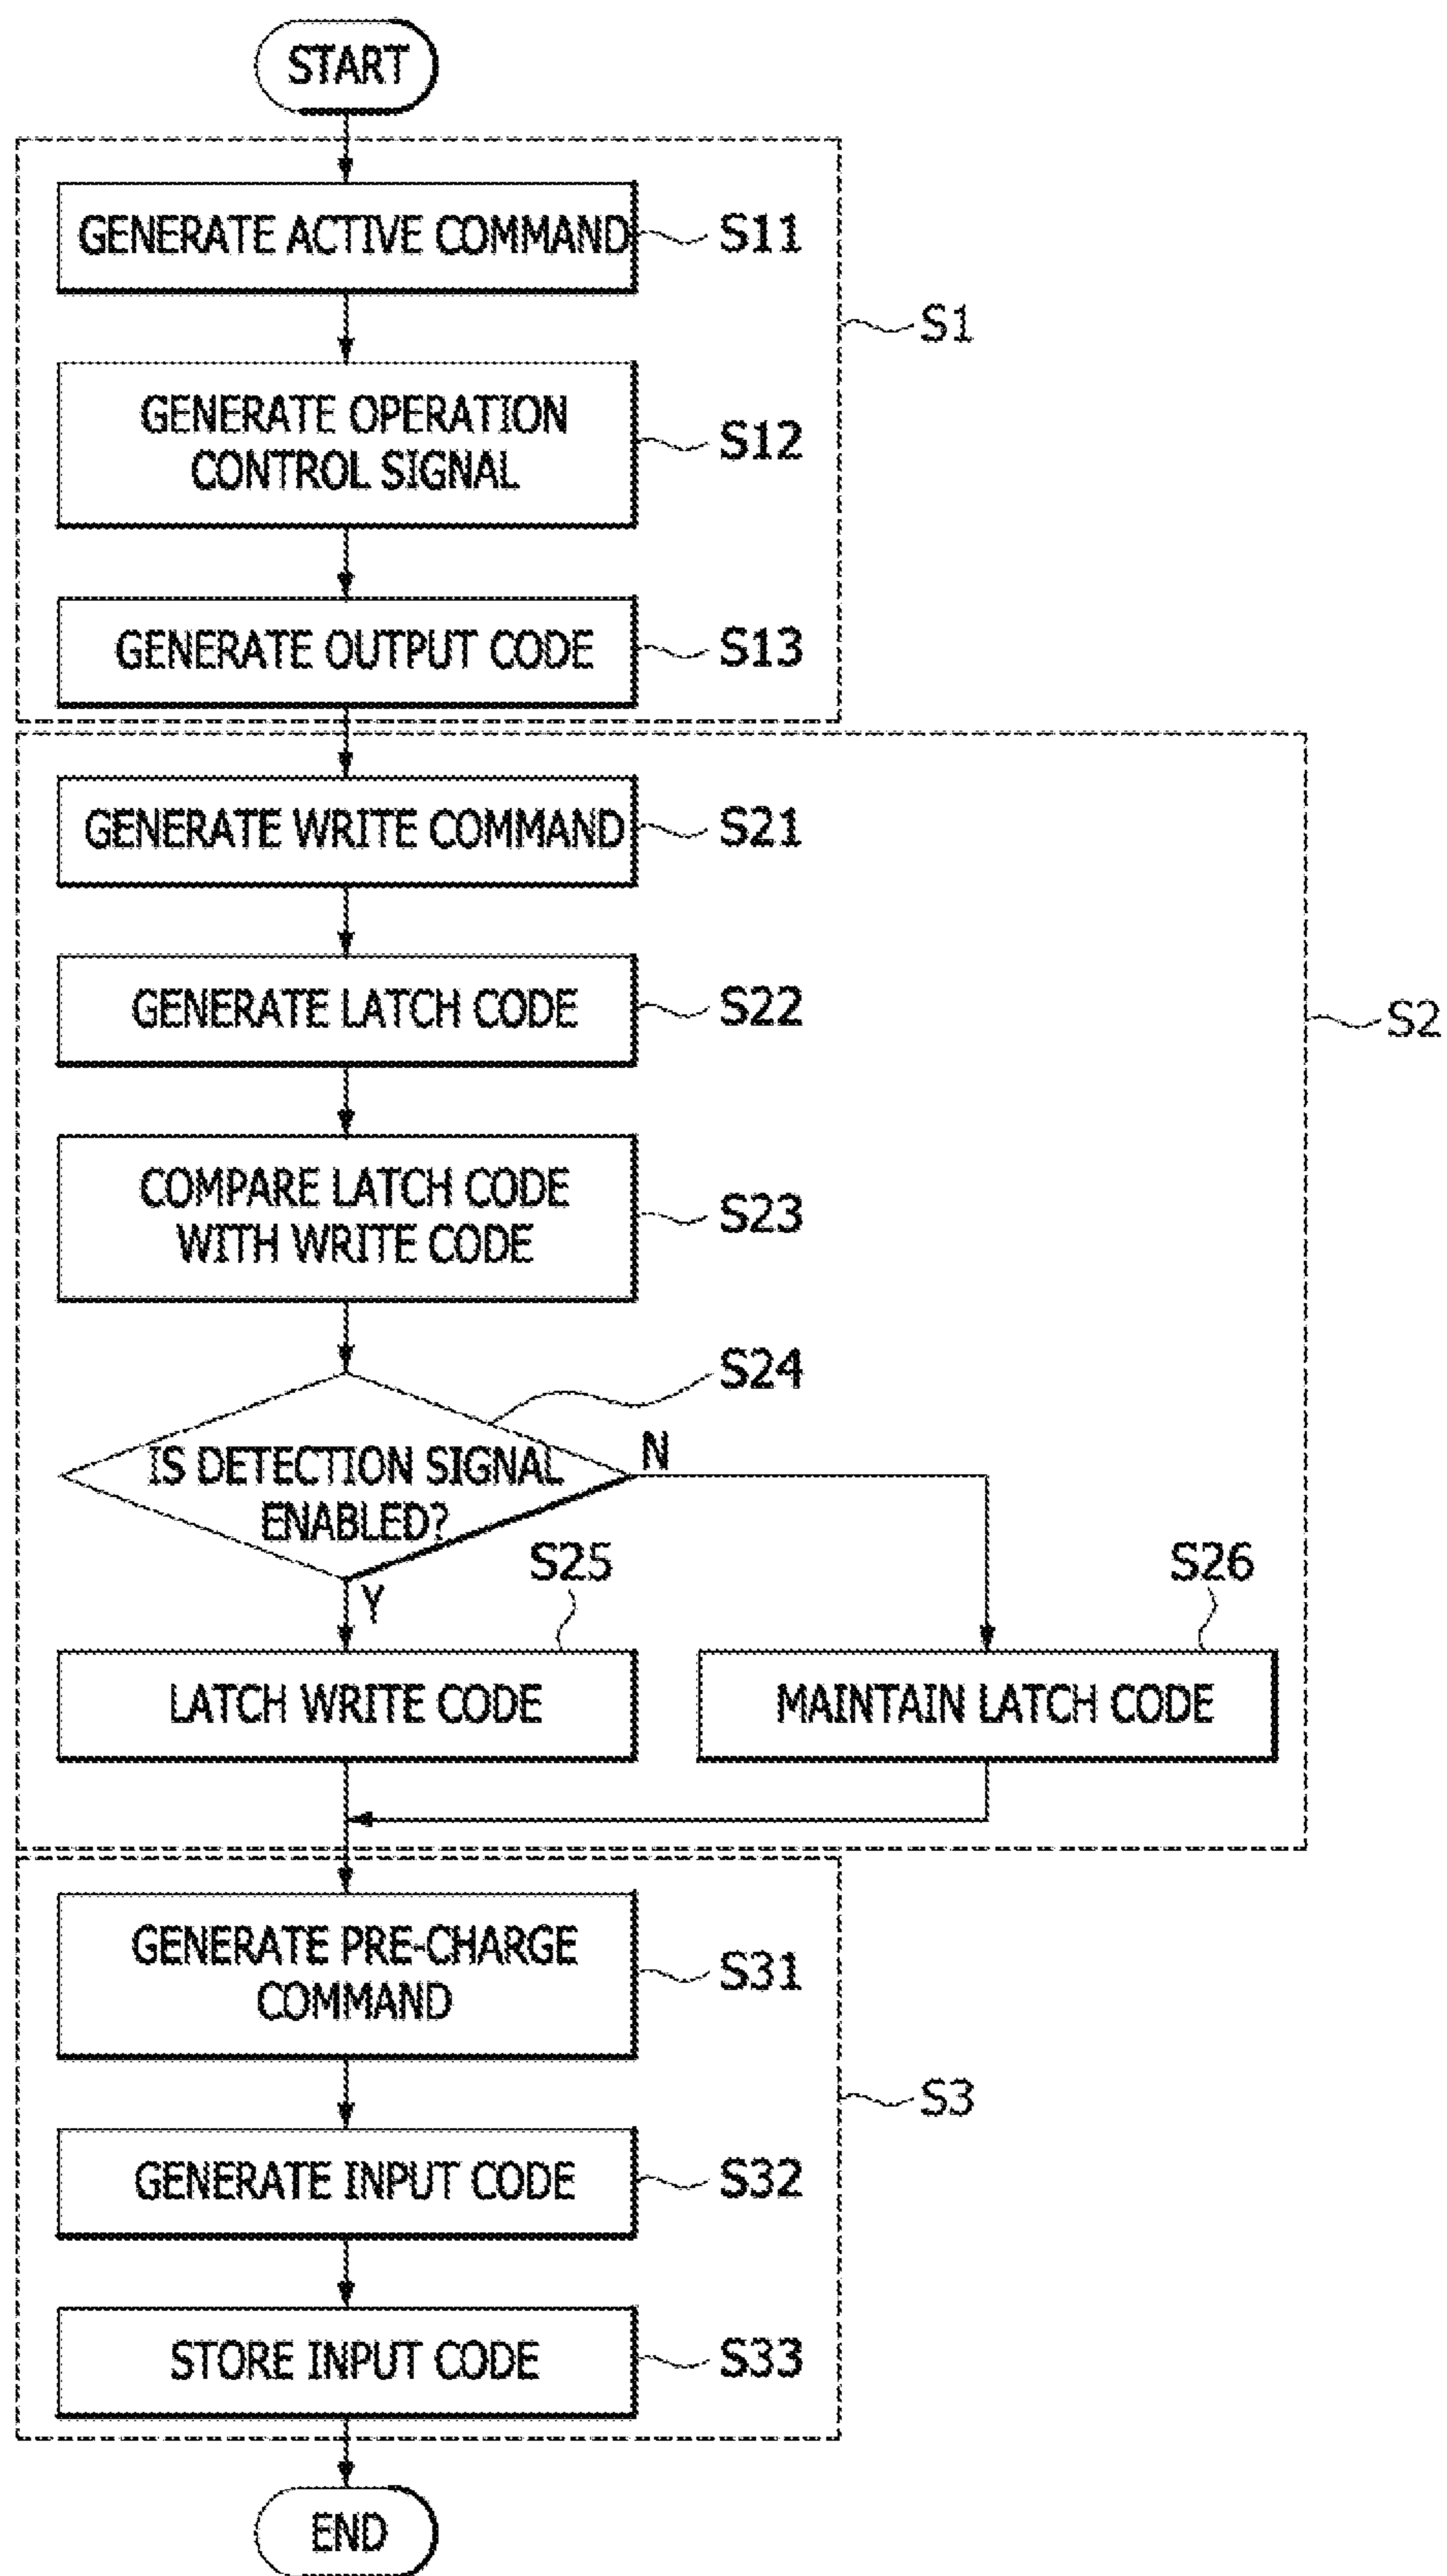 START
GENERATE ACTIVE COMMAND
S11
S1
GENERATE OPERATION
CONTROL SIGNAL
S12
GENERATE OUTPUT CODE
S13
GENERATE WRITE COMMAND
S21
GENERATE LATCH CODE
S22
S2
COMPARE LATCH CODE
WITH WRITE CODE
S23
S24
IS DETECTION SIGNAL
ENABLED?
N
Y
S25
S26
LATCH WRITE CODE
MAINTAIN LATCH CODE
GENERATE PRE-CHARGE
COMMAND
S31
S3
GENERATE INPUT CODE
S32
STORE INPUT CODE
S33
END